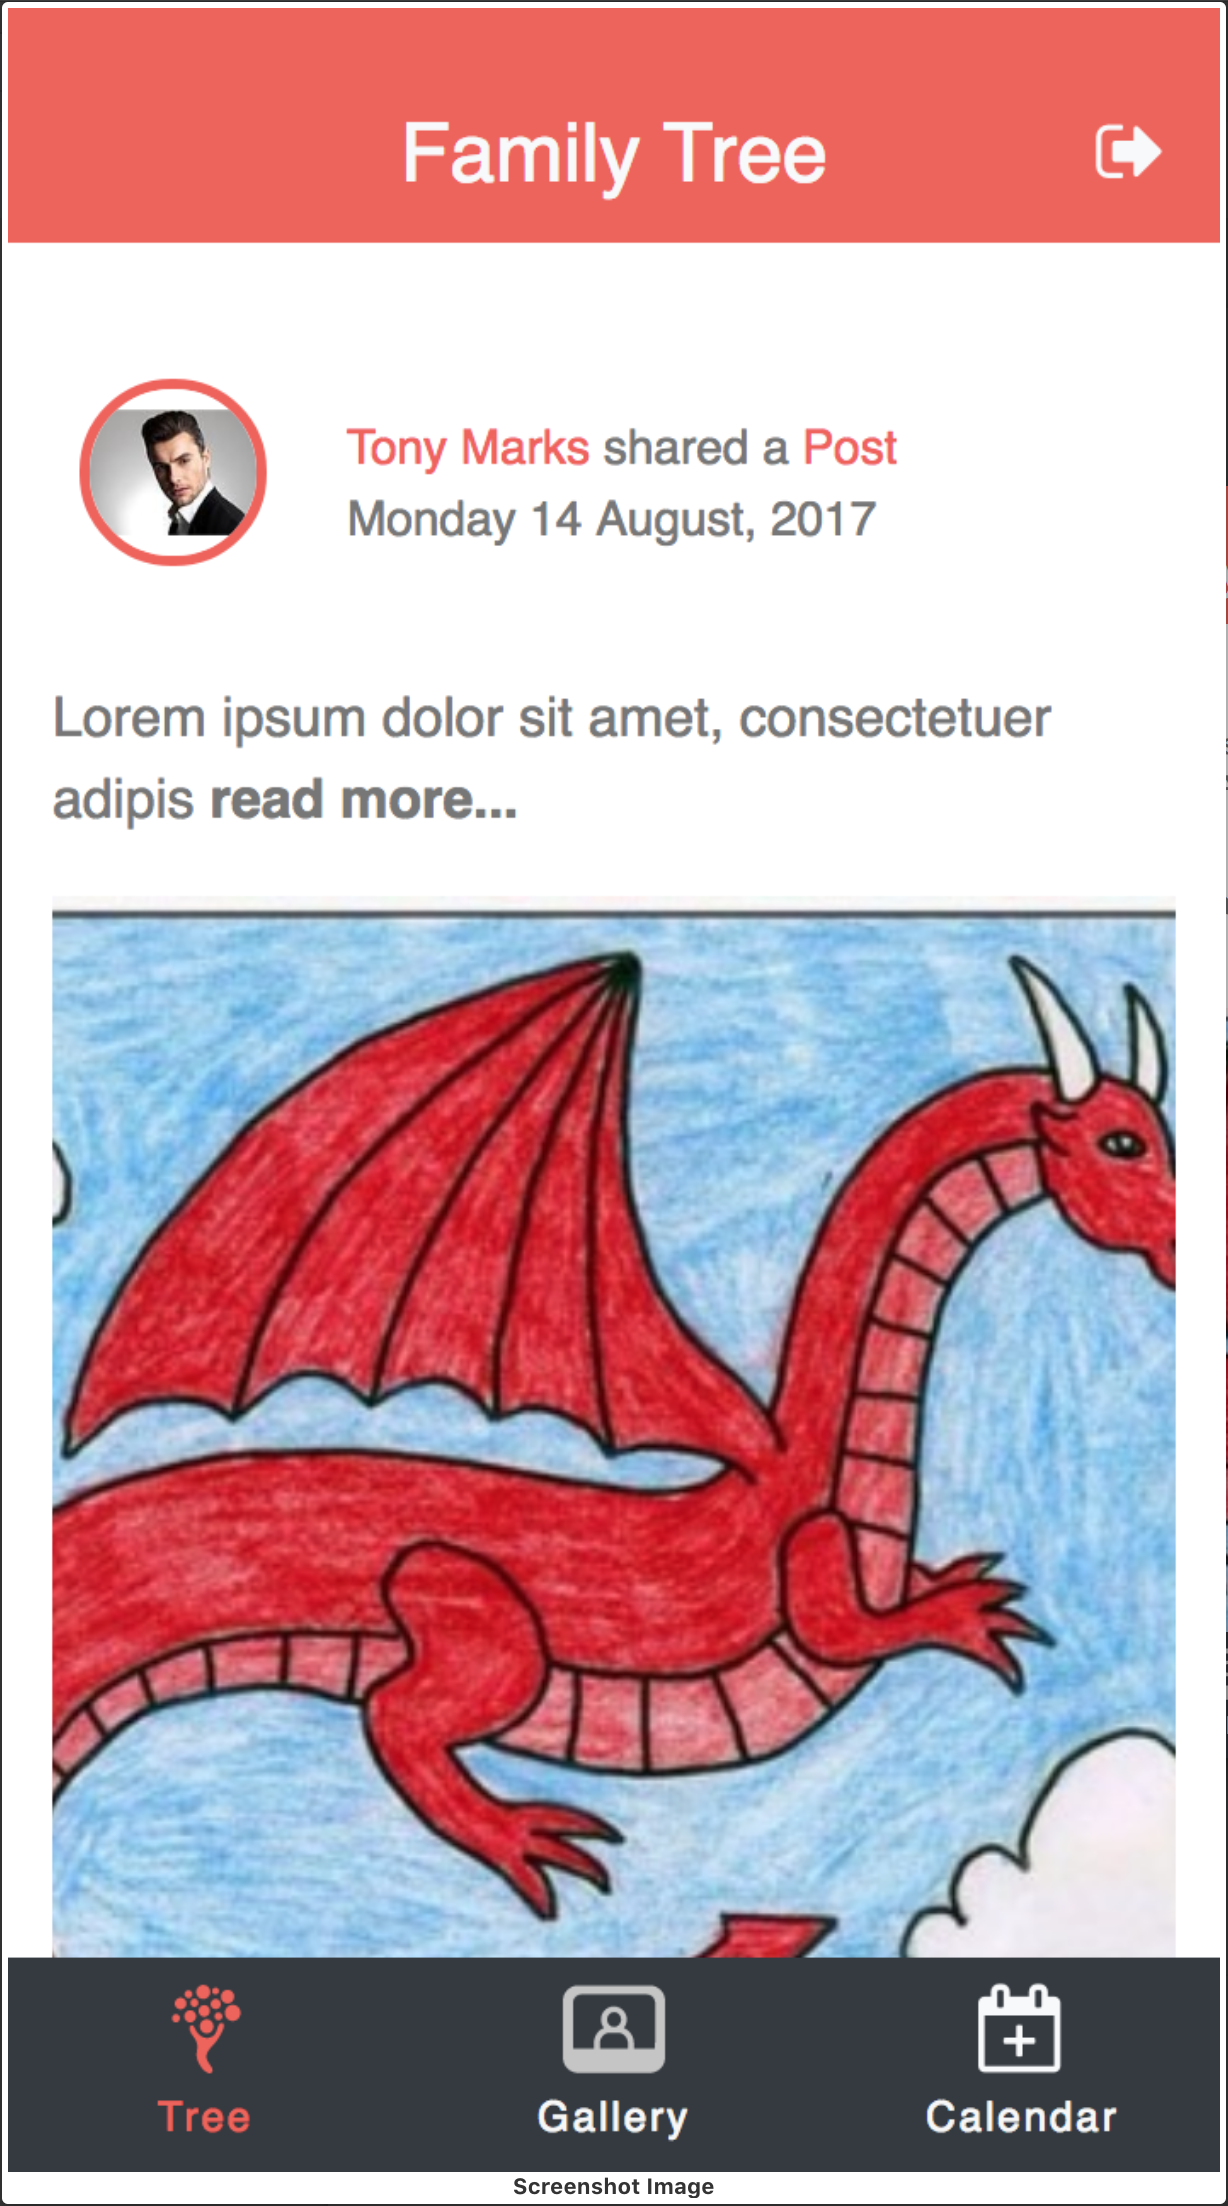 Family Tree
Tony Marks shared a Post
Monday 14 August, 2017
Lorem ipsum dolor sit amet, consectetuer
adipis read more...
Tree
Gallery
Calendar
Screenshot Image